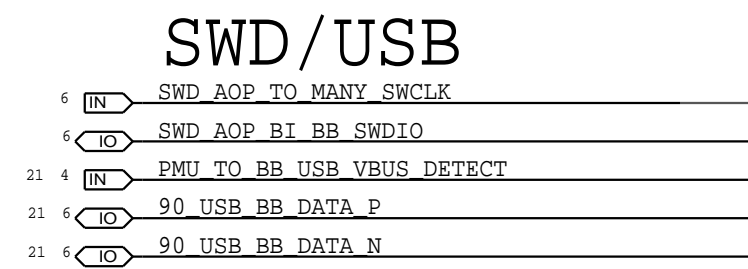 SWD/USB
6 IN SWD_AOP_TO_MANY_SWCLK
6 IO SWD_AOP_BI_BB_SWDIO
21 4 IN PMU_TO_BB_USB_VBUS_DETECT
21 6 IO 90_USB_BB_DATA_P
21 6 IO 90_USB_BB_DATA_N